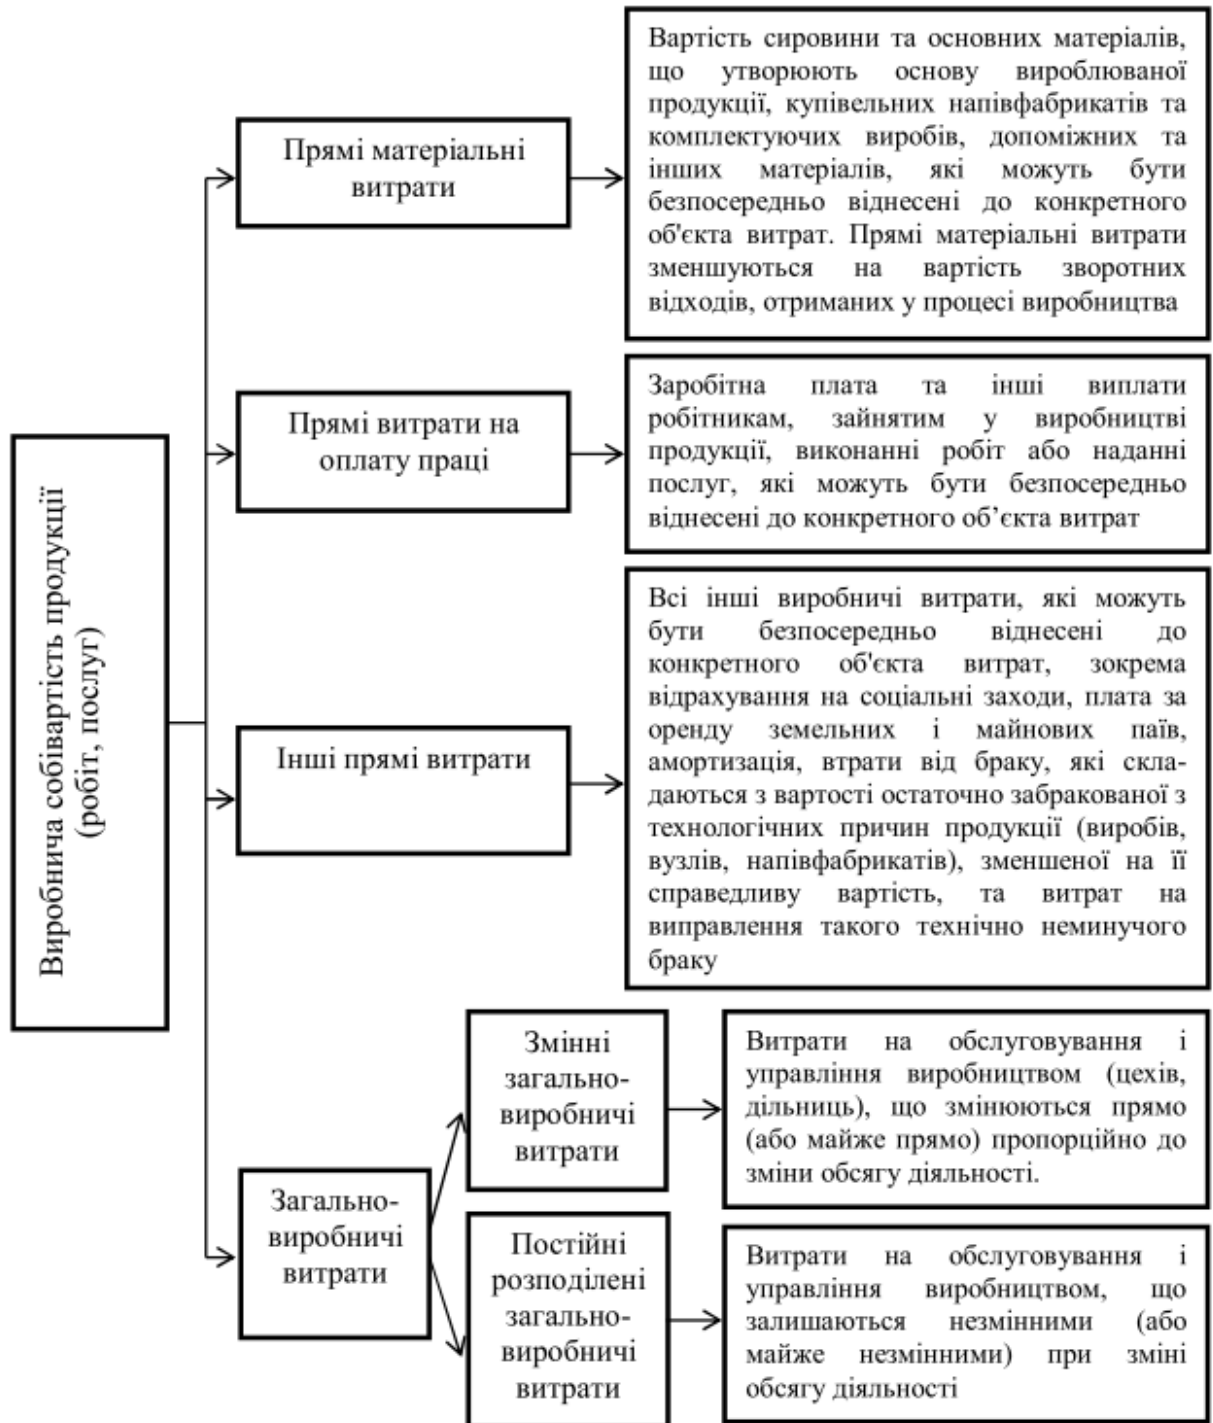 Виробнича собівартість продукції
(робіт, послуг)
Прямі матеріальні
витрати
Вартість сировини та основних матеріалів,
що утворюють основу вироблюваної
продукції, купівельних напівфабрикатів та
комплектуючих виробів, допоміжних та
інших матеріалів, які можуть бути
безпосередньо віднесені до конкретного
об'єкта витрат. Прямі матеріальні витрати
зменшуються на вартість зворотних
відходів, отриманих у процесі виробництва
Прямі витрати на
оплату праці
Заробітна плата та інші виплати
робітникам, зайнятим у виробництві
продукції, виконанні робіт або наданні
послуг, які можуть бути безпосередньо
віднесені до конкретного об’єкта витрат
Інші прямі витрати
Всі інші виробничі витрати, які можуть
бути безпосередньо віднесені до
конкретного об'єкта витрат, зокрема
відрахування на соціальні заходи, плата за
оренду земельних і майнових паїв,
амортизація, втрати від браку, які скла-
даються з вартості остаточно забракованої з
технологічних причин продукції (виробів,
вузлів, напівфабрикатів), зменшеної на її
справедливу вартість, та витрат на
виправлення такого технічно неминучого
браку
Загально-
виробничі
витрати
Змінні
загально-
виробничі
витрати
Витрати на обслуговування і
управління виробництвом (цехів,
дільниць), що змінюються прямо
(або майже прямо) пропорційно до
зміни обсягу діяльності.
Постійні
розподілені
загально-
виробничі
витрати
Витрати на обслуговування і
управління виробництвом, що
залишаються незмінними (або
майже незмінними) при зміні
обсягу діяльності